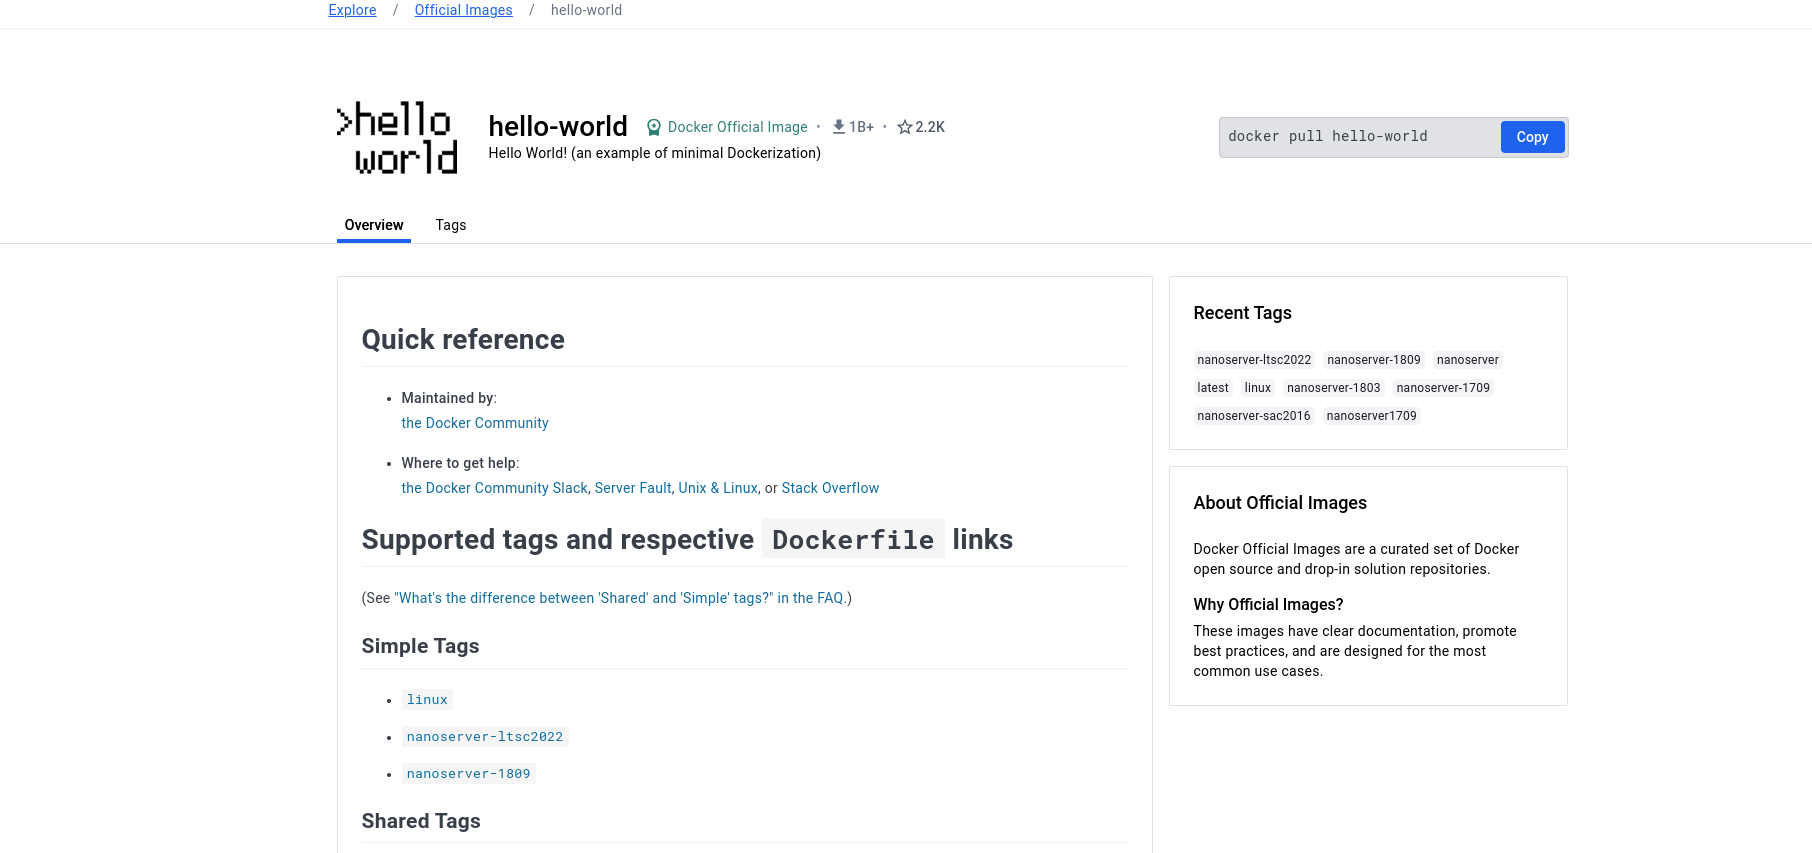 Explore / Official Images / hello-world
>hello
world
hello-world Docker Official Image • 1B+ • 2.2K
Hello World! (an example of minimal Dockerization)
docker pull hello-world Copy
Overview Tags
Quick reference
• Maintained by:
the Docker Community
• Where to get help:
the Docker Community Slack, Server Fault, Unix & Linux, or Stack Overflow
Supported tags and respective Dockerfile links
(See "What's the difference between 'Shared' and 'Simple' tags?" in the FAQ.)
Simple Tags
• linux
• nanoserver-ltsc2022
• nanoserver-1809
Shared Tags
Recent Tags
nanoserver-ltsc2022 nanoserver-1809 nanoserver
latest linux nanoserver-1803 nanoserver-1709
nanoserver-sac2016 nanoserver1709
About Official Images
Docker Official Images are a curated set of Docker
open source and drop-in solution repositories.
Why Official Images?
These images have clear documentation, promote
best practices, and are designed for the most
common use cases.